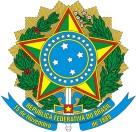 REPÚBLICA FEDERATIVA DO BRASIL
15 de Novembro
de 1889